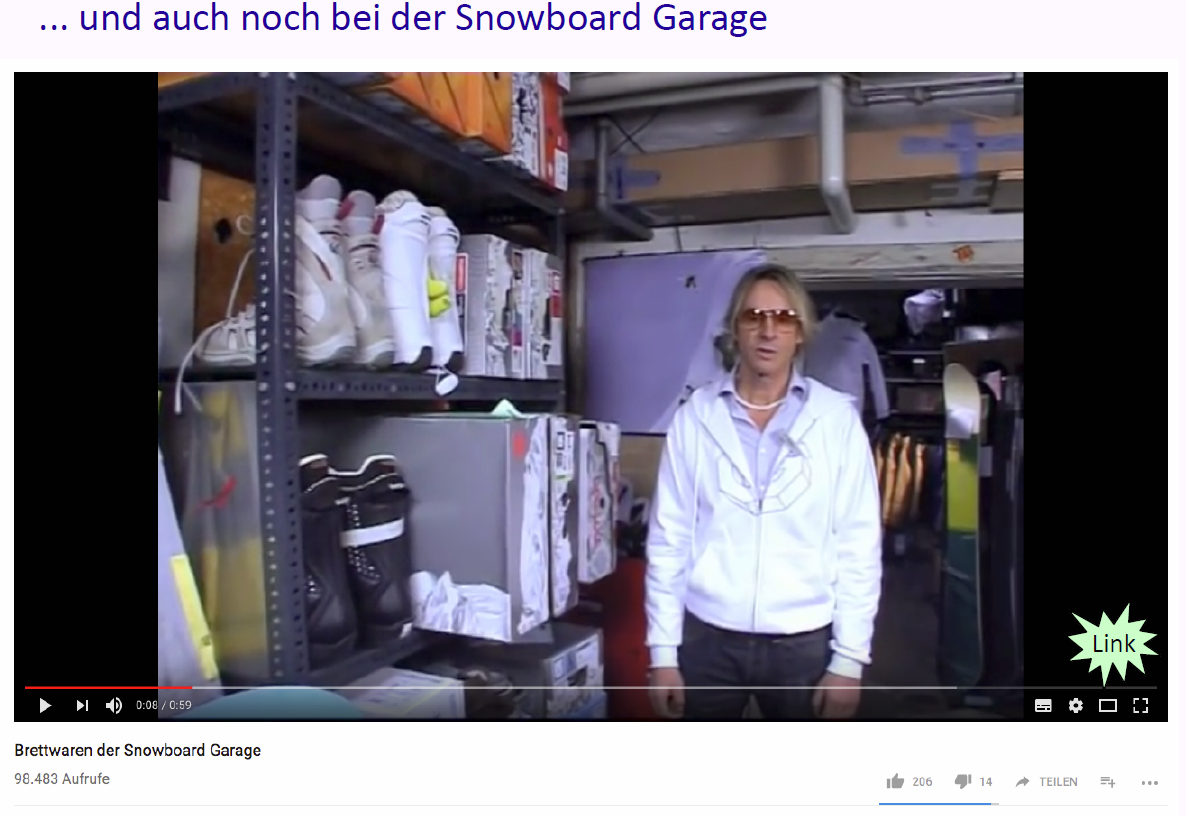 ... und auch noch bei der Snowboard Garage
Link
0:08 / 0:59
Brettwaren der Snowboard Garage
98.483 Aufrufe
206
14
TEILEN